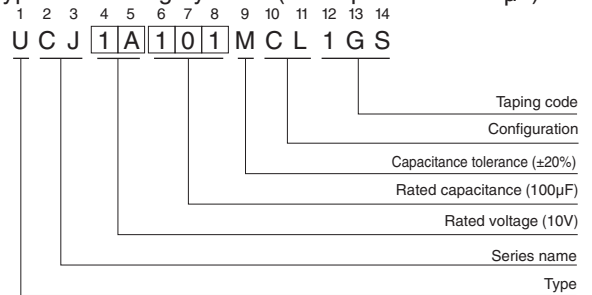 1 2 3 4 5 6 7 8 9 10 11 12 13 14
U C J 1 A 1 0 1 M C L 1 G S
Taping code
Configuration
Capacitance tolerance (±20%)
Rated capacitance (100µF)
Rated voltage (10V)
Series name
Type